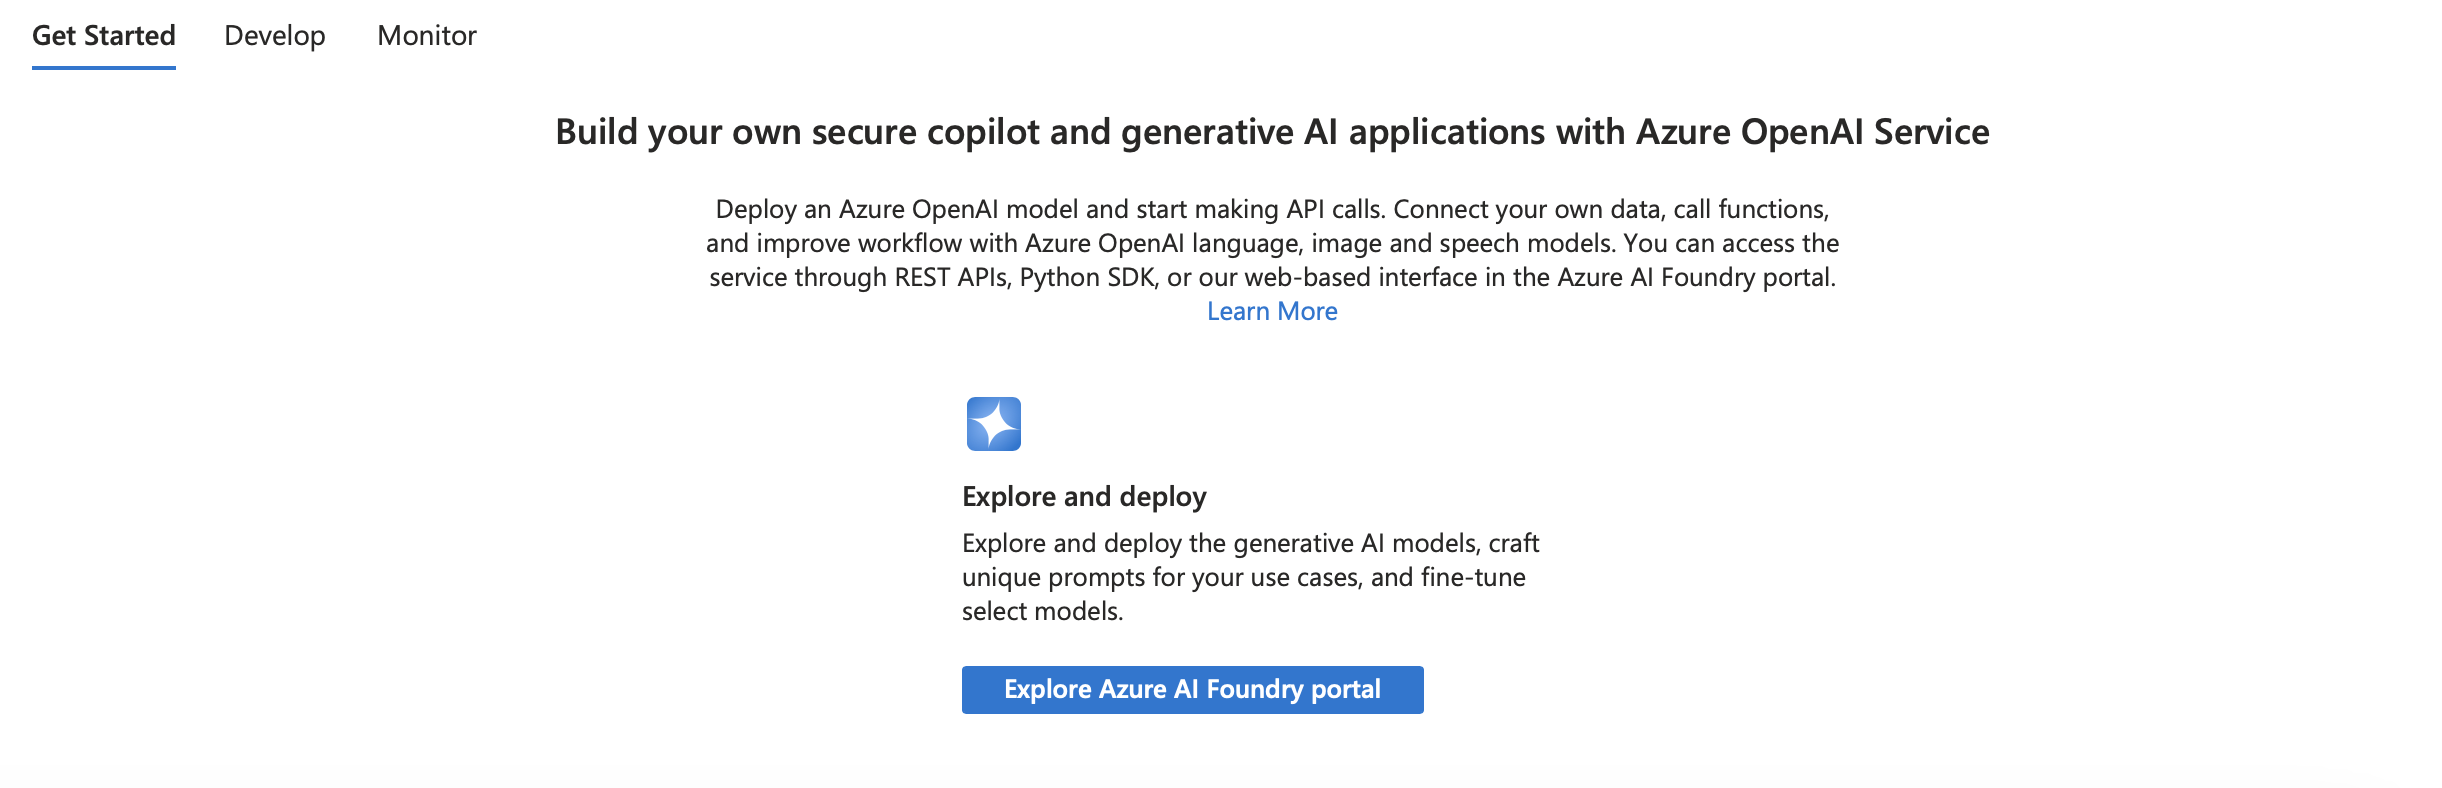 Get Started Develop Monitor
Build your own secure copilot and generative AI applications with Azure OpenAI Service
Deploy an Azure OpenAI model and start making API calls. Connect your own data, call functions,
and improve workflow with Azure OpenAI language, image and speech models. You can access the
service through REST APIs, Python SDK, or our web-based interface in the Azure AI Foundry portal.
Learn More
Explore and deploy
Explore and deploy the generative AI models, craft
unique prompts for your use cases, and fine-tune
select models.
Explore Azure AI Foundry portal